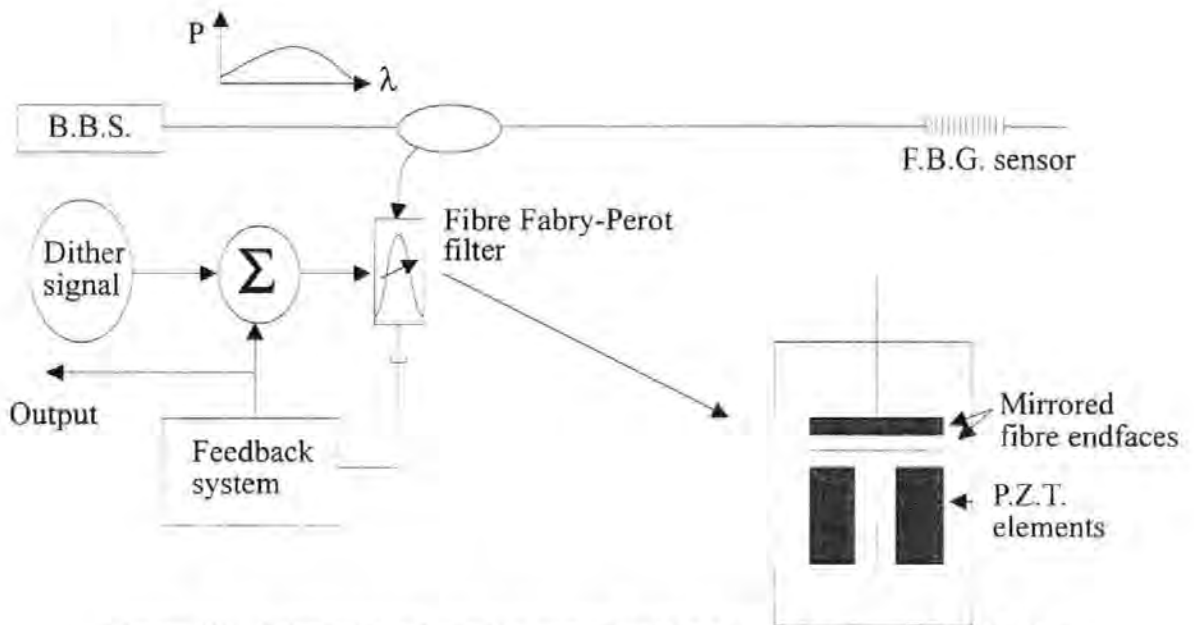 P
λ
B.B.S.
F.B.G. sensor
Fibre Fabry-Perot
filter
Dither
signal
Σ
Output
Feedback
system
Mirrored
fibre endfaces
P.Z.T.
elements